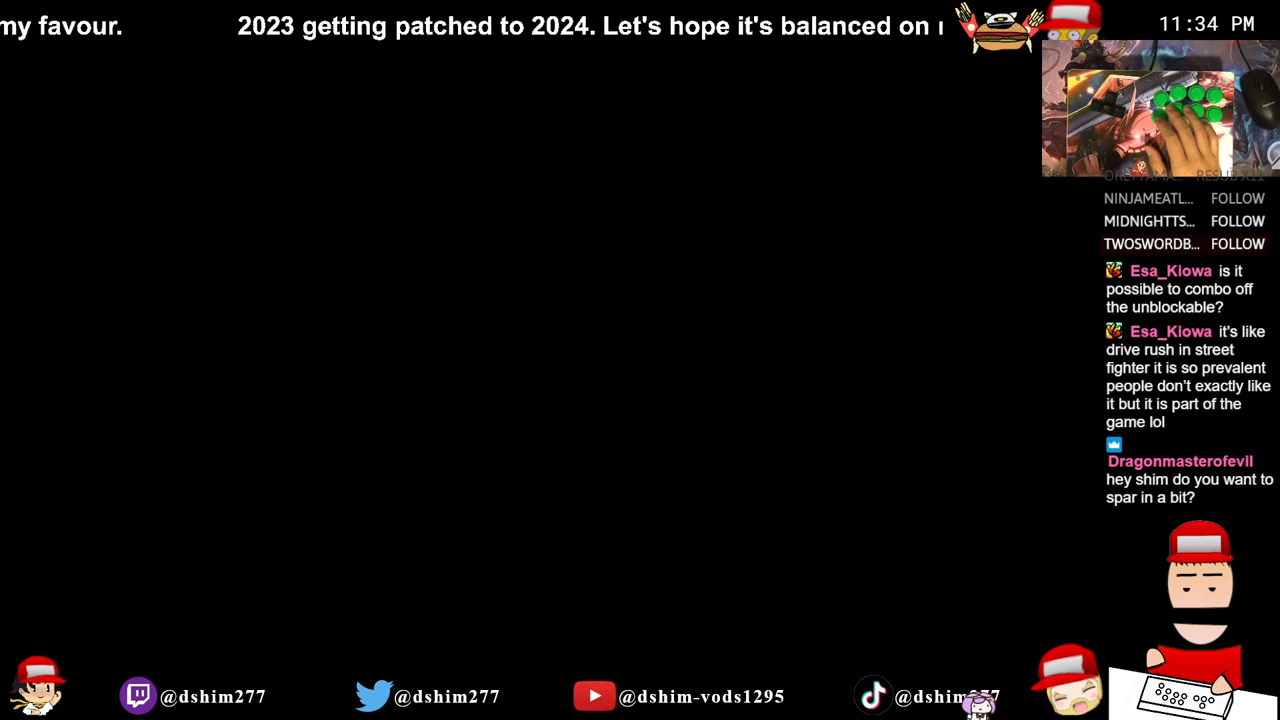 my favour. 2023 getting patched to 2024. Let's hope it's balanced on
11:34 PM
RESUB X11
NINJAMEATL... FOLLOW
MIDNIGHTTS... FOLLOW
TWOSWORDB... FOLLOW
Esa_Kiowa is it
possible to combo off
the unblockable?
Esa_Kiowa it's like
drive rush in street
fighter it is so prevalent
people don't exactly like
it but it is part of the
game lol
Dragonmasterofevil
hey shim do you want to
spar in a bit?
@dshim277 @dshim277 @dshim-vods1295 @dshim277